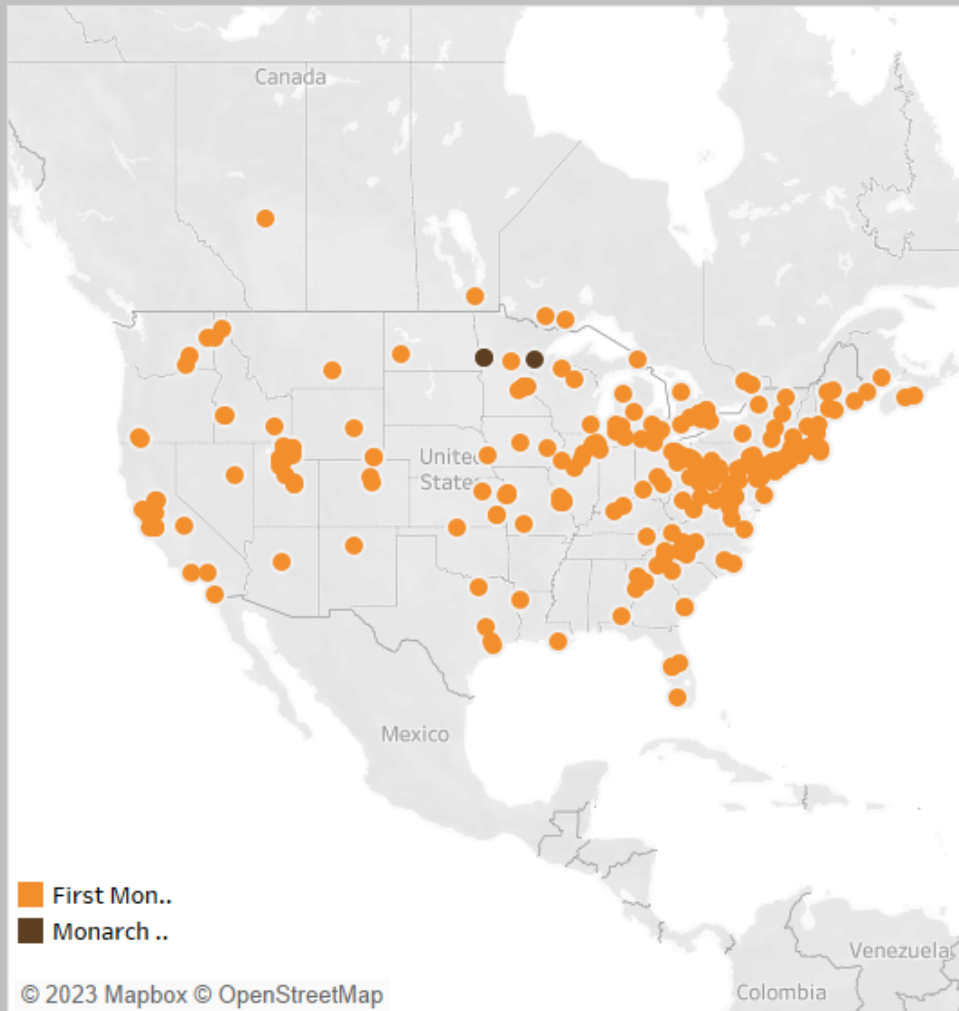 Canada
United
States
Mexico
First Mon..
Monarch ..
Venezuela
© 2023 Mapbox © OpenStreetMap
Colombia